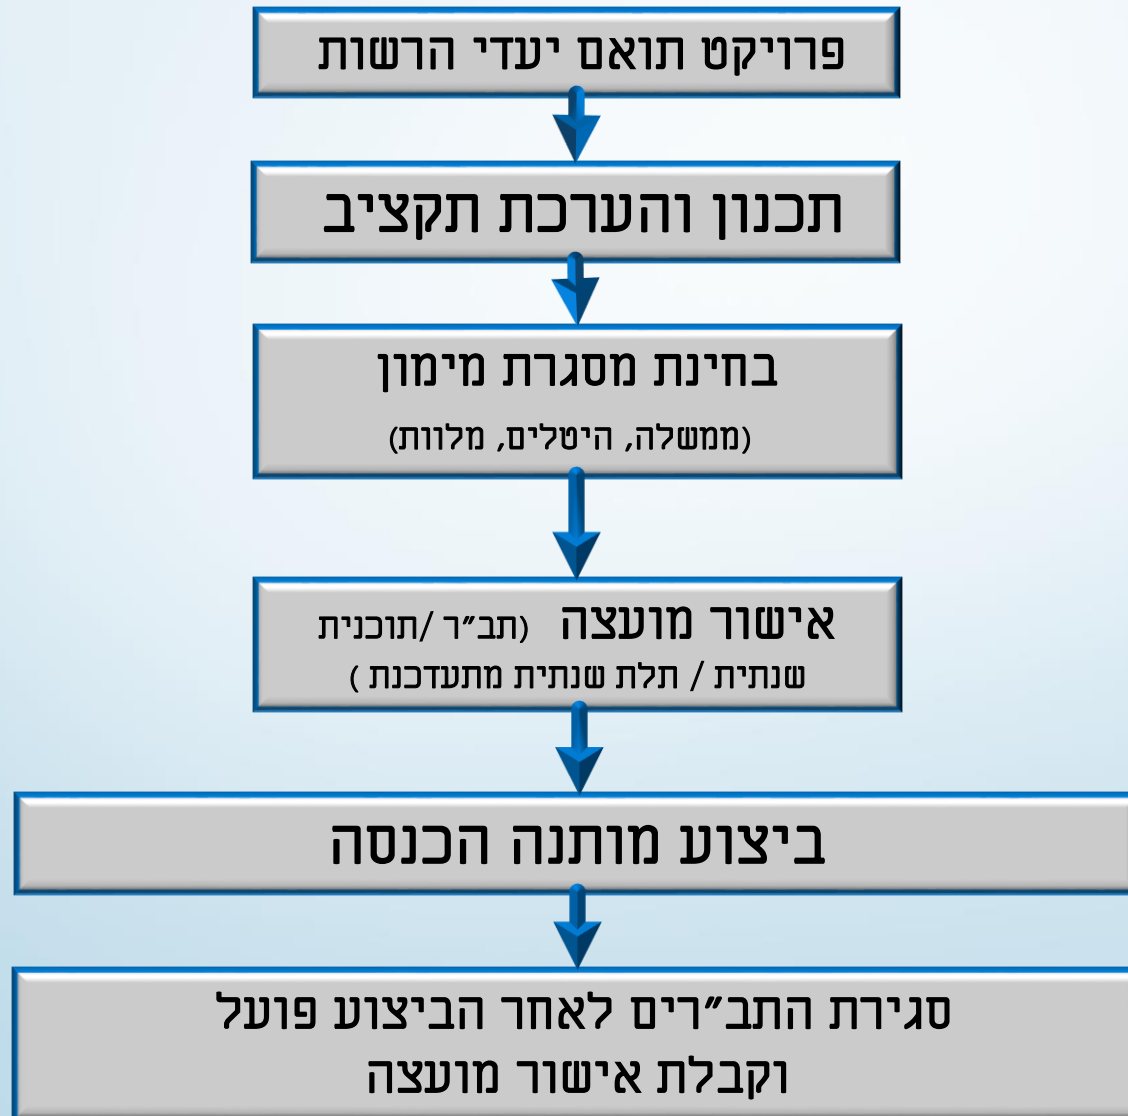 פרויקט תואם יעדי הרשות
תכנון והערכת תקציב
בחינת מסגרת מימון
(ממשלה, היטלים, מלוות)
אישור מועצה (תב״ר /תוכנית
שנתית / תלת שנתית מתעדכנת )
ביצוע מותנה הכנסה
סגירת התב״רים לאחר הביצוע פועל
וקבלת אישור מועצה